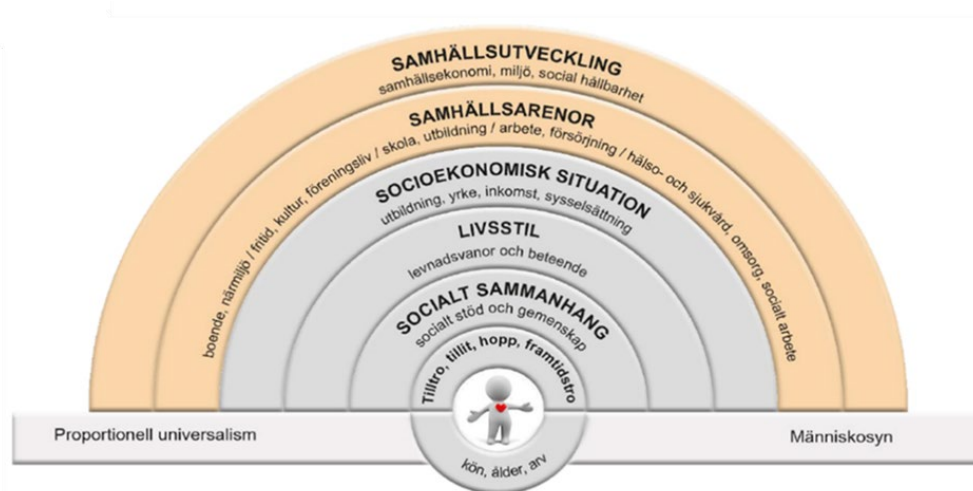 SAMHÄLLSUTVECKLING
samhällsekonomi, miljö, social hållbarhet
SAMHÄLLSARENOR
boende, närmiljö / fritid, kultur, föreningsliv / skola, utbildning / arbete, försörjning / hälso- och sjukvård, omsorg, socialt arbete
SOCIOEKONOMISK SITUATION
utbildning, yrke, inkomst, sysselsättning
LIVSSTIL
levnadsvanor och beteende
SOCIALT SAMMANHANG
socialt stöd och gemenskap
Tilltro, tillit, hopp, framtidstro
Proportionell universalism
Människosyn
kön, ålder, arv